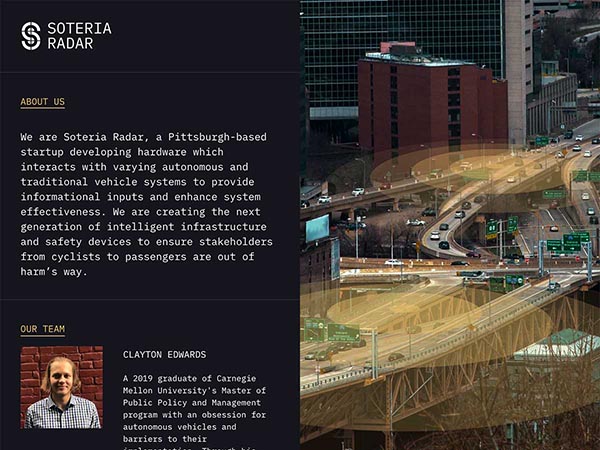 SOTERIA
RADAR
ABOUT US
We are Soteria Radar, a Pittsburgh-based
startup developing hardware which
interacts with varying autonomous and
traditional vehicle systems to provide
informational inputs and enhance system
effectiveness. We are creating the next
generation of intelligent infrastructure
and safety devices to ensure stakeholders
from cyclists to passengers are out of
harm's way.
OUR TEAM
CLAYTON EDWARDS
A 2019 graduate of Carnegie
Mellon University's Master of
Public Policy and Management
program with an obsession for
autonomous vehicles and
barriers to their
implementation. Through his